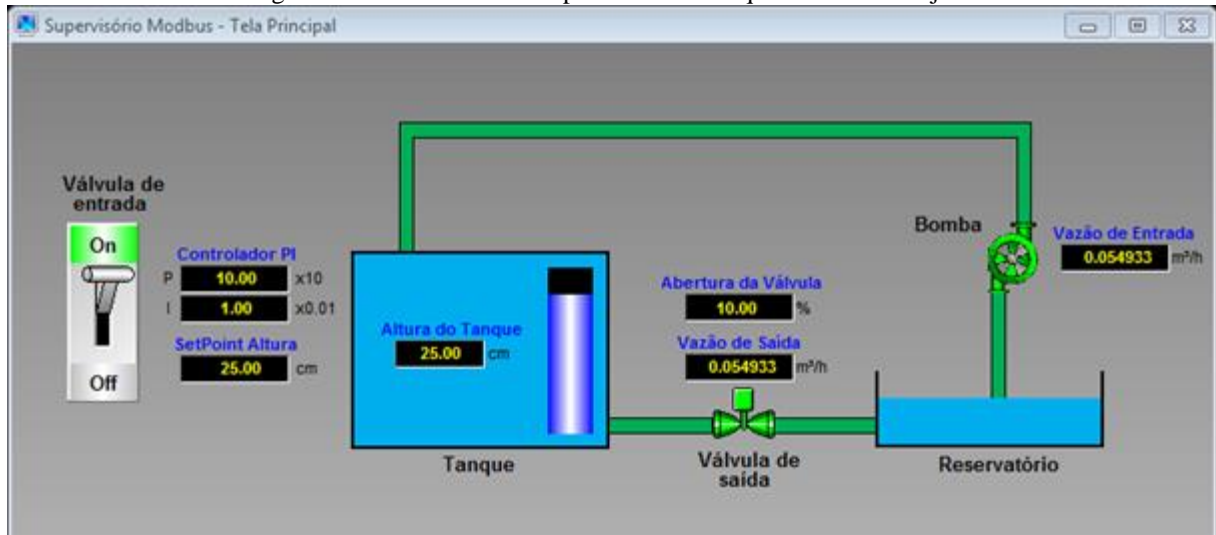 Supervisório Modbus - Tela Principal
Válvula de
entrada
On
Off
Controlador PI
P 10.00 x10
I 1.00 x0.01
SetPoint Altura
25.00 cm
Altura do Tanque
25.00 cm
Tanque
Abertura da Válvula
10.00 %
Vazão de Saída
0.054933 m³/h
Válvula de
saída
Bomba
Vazão de Entrada
0.054933 m³/h
Reservatório